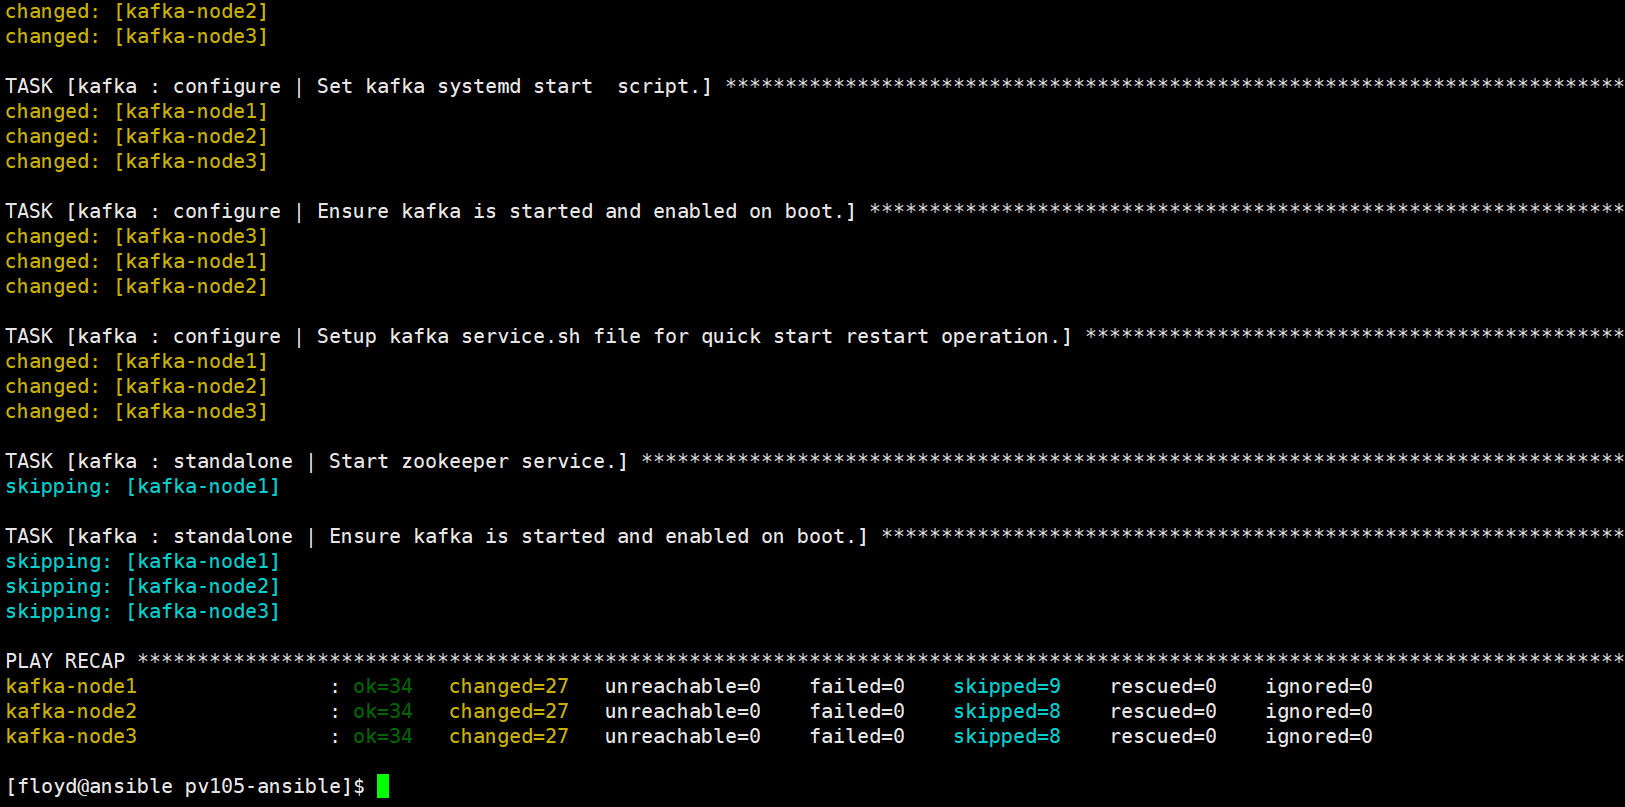 changed: [kafka-node2]
changed: [kafka-node3]
TASK [kafka : configure | Set kafka systemd start  script.] ***************************************************************************
changed: [kafka-node1]
changed: [kafka-node2]
changed: [kafka-node3]
TASK [kafka : configure | Ensure kafka is started and enabled on boot.] ***************************************************************
changed: [kafka-node3]
changed: [kafka-node1]
changed: [kafka-node2]
TASK [kafka : configure | Setup kafka service.sh file for quick start restart operation.] *********************************************
changed: [kafka-node1]
changed: [kafka-node2]
changed: [kafka-node3]
TASK [kafka : standalone | Start zookeeper service.] **********************************************************************************
skipping: [kafka-node1]
TASK [kafka : standalone | Ensure kafka is started and enabled on boot.] **************************************************************
skipping: [kafka-node1]
skipping: [kafka-node2]
skipping: [kafka-node3]
PLAY RECAP ****************************************************************************************************************************
kafka-node1                : ok=34   changed=27   unreachable=0    failed=0    skipped=9    rescued=0    ignored=0
kafka-node2                : ok=34   changed=27   unreachable=0    failed=0    skipped=8    rescued=0    ignored=0
kafka-node3                : ok=34   changed=27   unreachable=0    failed=0    skipped=8    rescued=0    ignored=0
[floyd@ansible pv105-ansible]$